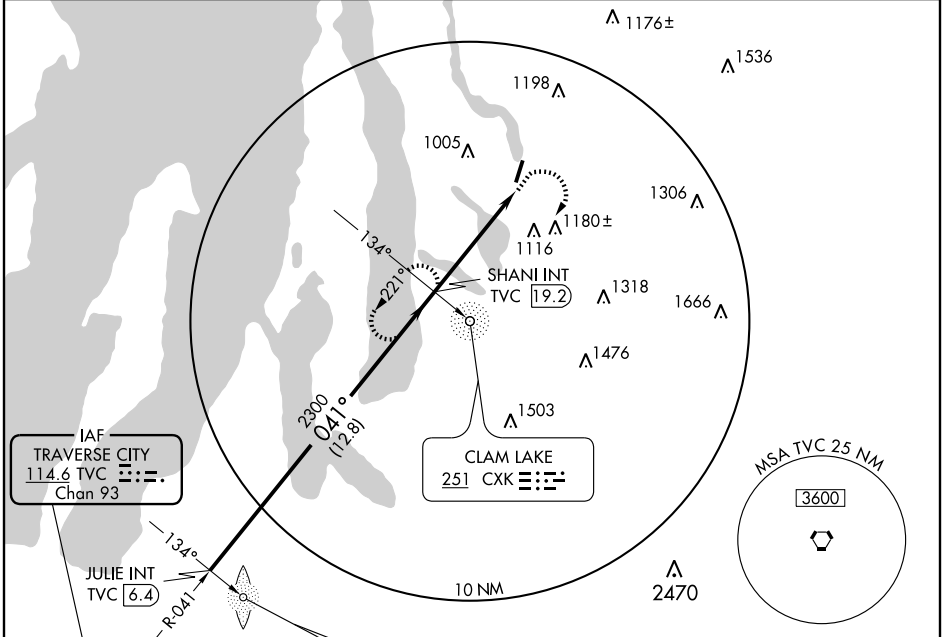 1176±
1536
1198
1005
1306
134°
1180±
1116
221°
SHANI INT
TVC 19.2
1318
1666
1476
2300
041°
(12.8)
1503
IAF
TRAVERSE CITY
114.6 TVC
Chan 93
CLAM LAKE
251 CXK
MSA TVC 25 NM
3600
134°
JULIE INT
TVC 6.4
R-041
10 NM
2470